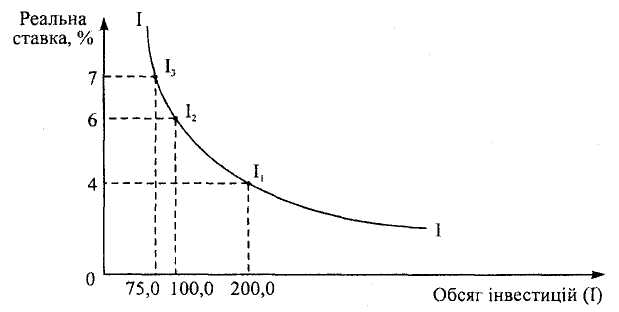 Реальна
ставка, %
I
7
I3
6
I2
4
I1
I
0
75,0 100,0 200,0
Обсяг інвестицій (I)